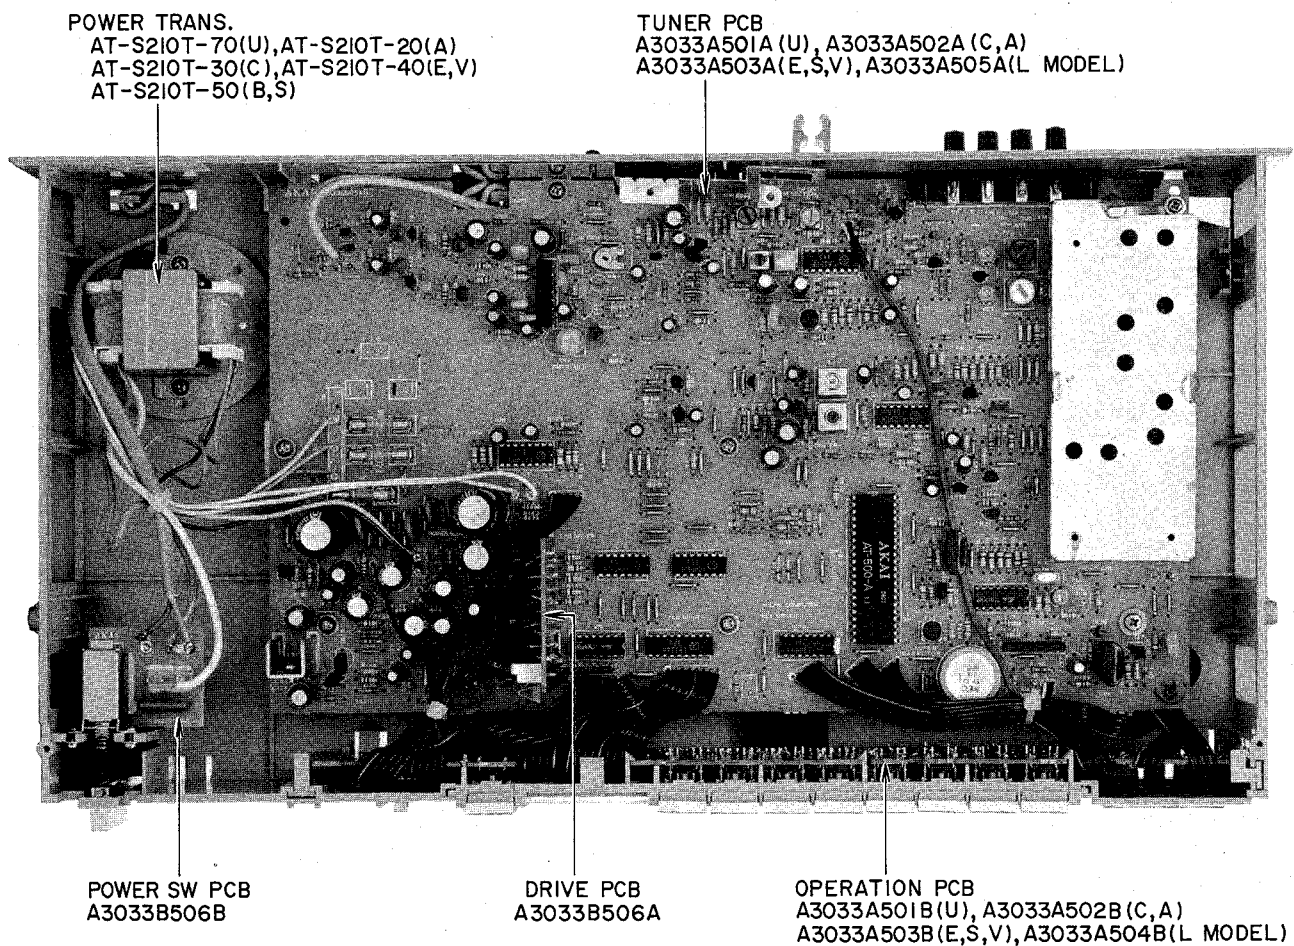 POWER TRANS.
AT-S210T-70(U),AT-S210T-20(A)
AT-S210T-30(C),AT-S210T-40(E,V)
AT-S210T-50(B,S)
TUNER PCB
A3033A501A(U), A3033A502A(C,A)
A3033A503A(E,S,V), A3033A505A(L MODEL)
AKAI
AT-500-A
POWER SW PCB
A3033B506B
DRIVE PCB
A3033B506A
OPERATION PCB
A3033A501B(U), A3033A502B(C,A)
A3033A503B(E,S,V), A3033A504B(L MODEL)